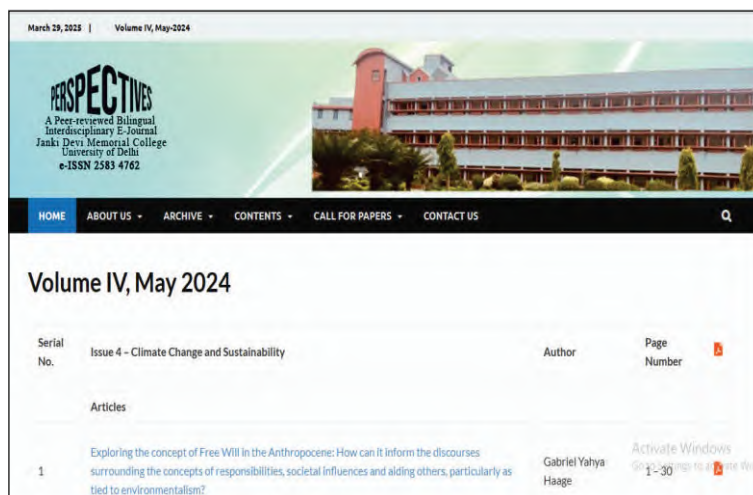 March 29, 2025 | Volume IV, May-2024
PERSPECTIVES
A Peer-reviewed Bilingual
Interdisciplinary E-Journal
Janki Devi Memorial College
University of Delhi
e-ISSN 2583 4762
HOME ABOUT US ARCHIVE CONTENTS CALL FOR PAPERS CONTACT US
Volume IV, May 2024
Serial No. Issue 4 – Climate Change and Sustainability Author Page Number
Articles
1 Exploring the concept of Free Will in the Anthropocene: How can it inform the discourses Gabriel Yahya 1 - 30
surrounding the concepts of responsibilities, societal influences and aiding others, particularly as Haage
tied to environmentalism?
Activate Windows